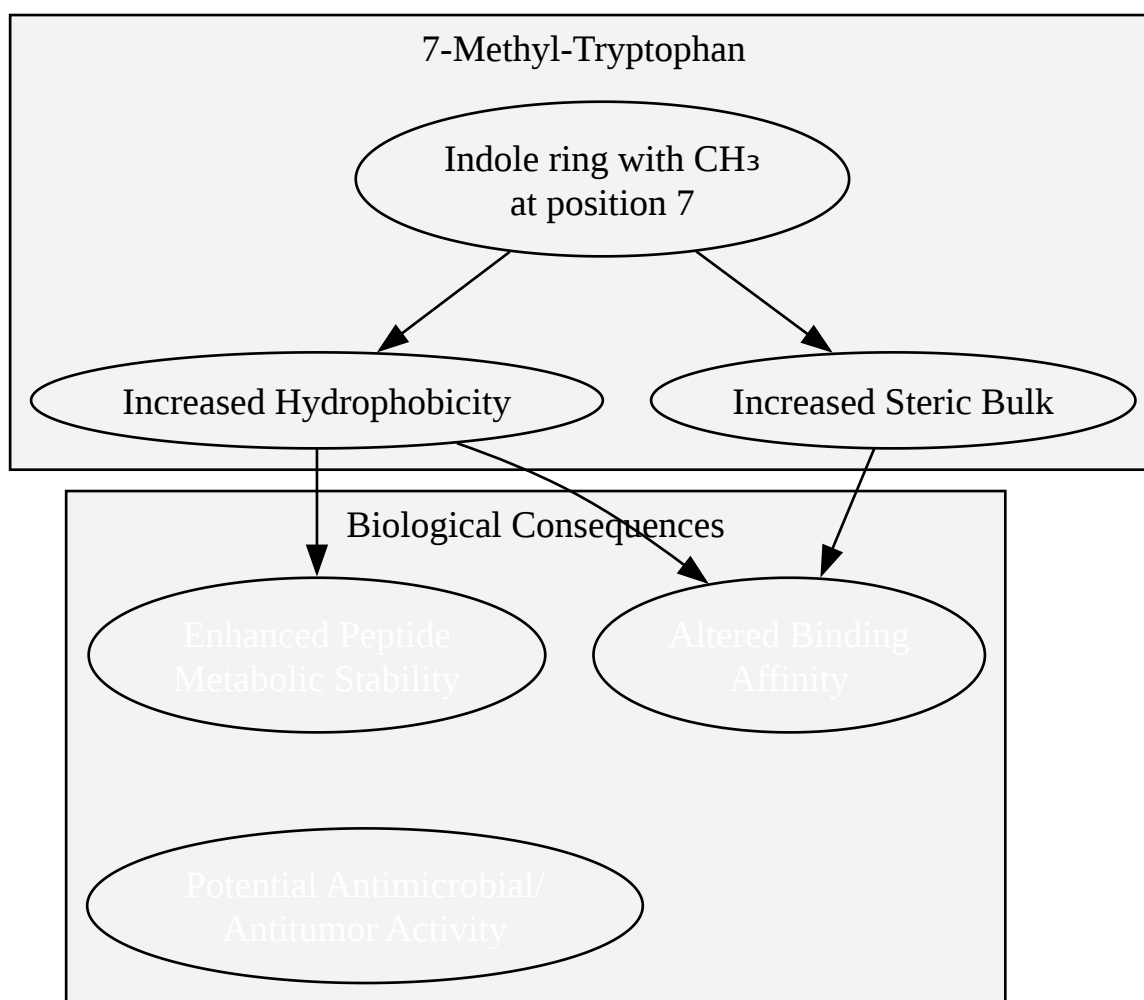 7-Methyl-Tryptophan
Indole ring with CH₃
at position 7
Increased Hydrophobicity
Increased Steric Bulk
Biological Consequences
Enhanced Peptide
Metabolic Stability
Altered Binding
Affinity
Potential Antimicrobial/
Antitumor Activity